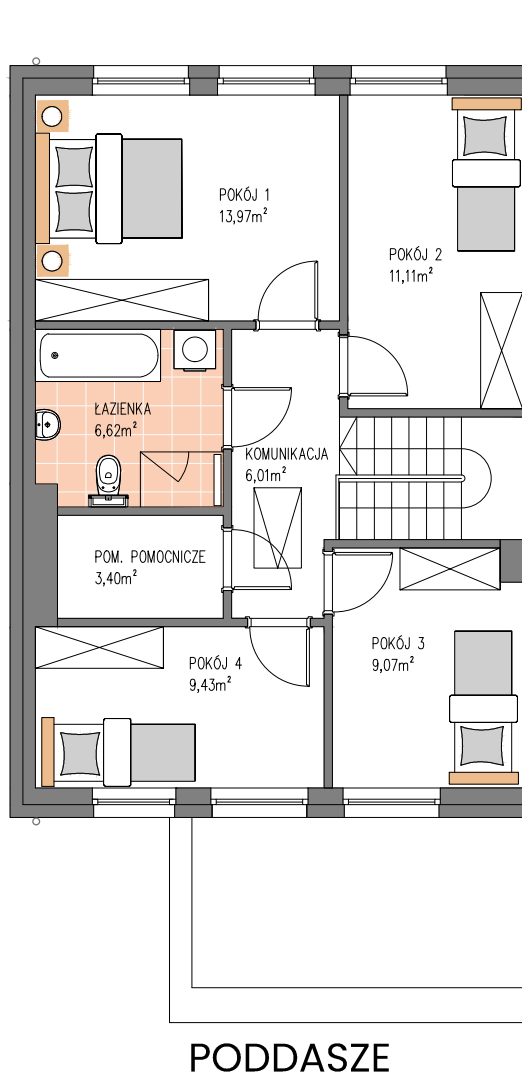 POKÓJ 1
13,97m²
POKÓJ 2
11,11m²
ŁAZIENKA
6,62m²
KOMUNIKACJA
6,01m²
POM. POMOCNICZE
3,40m²
POKÓJ 3
9,07m²
POKÓJ 4
9,43m²
PODDASZE